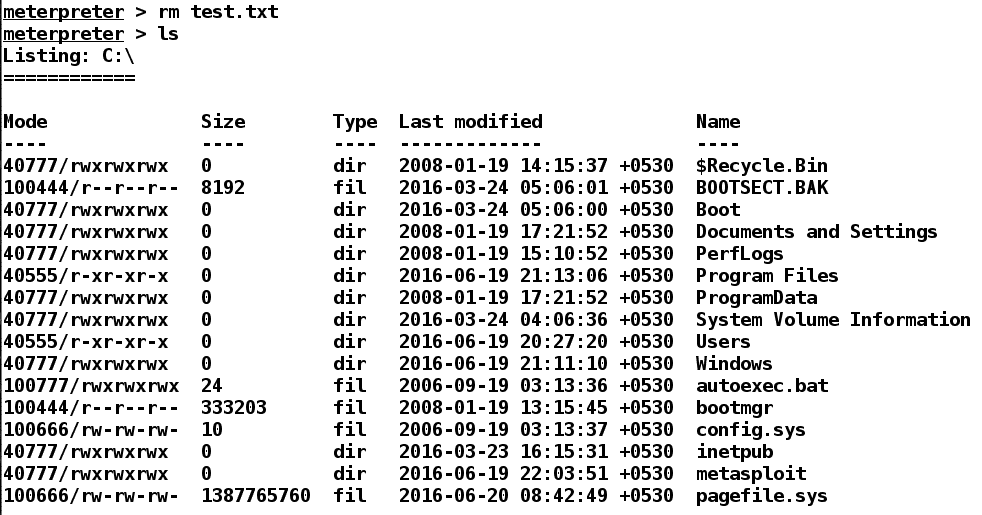 meterpreter > rm test.txt
meterpreter > ls
Listing: C:\
============
Mode              Size        Type  Last modified              Name
----              ----        ----  -------------              ----
40777/rwxrwxrwx   0           dir   2008-01-19 14:15:37 +0530  $Recycle.Bin
100444/r--r--r--  8192        fil   2016-03-24 05:06:01 +0530  BOOTSECT.BAK
40777/rwxrwxrwx   0           dir   2016-03-24 05:06:00 +0530  Boot
40777/rwxrwxrwx   0           dir   2008-01-19 17:21:52 +0530  Documents and Settings
40777/rwxrwxrwx   0           dir   2008-01-19 15:10:52 +0530  PerfLogs
40555/r-xr-xr-x   0           dir   2016-06-19 21:13:06 +0530  Program Files
40777/rwxrwxrwx   0           dir   2008-01-19 17:21:52 +0530  ProgramData
40777/rwxrwxrwx   0           dir   2016-03-24 04:06:36 +0530  System Volume Information
40555/r-xr-xr-x   0           dir   2016-06-19 20:27:20 +0530  Users
40777/rwxrwxrwx   0           dir   2016-06-19 21:11:10 +0530  Windows
100777/rwxrwxrwx  24          fil   2006-09-19 03:13:36 +0530  autoexec.bat
100444/r--r--r--  333203      fil   2008-01-19 13:15:45 +0530  bootmgr
100666/rw-rw-rw-  10          fil   2006-09-19 03:13:37 +0530  config.sys
40777/rwxrwxrwx   0           dir   2016-03-23 16:15:31 +0530  inetpub
40777/rwxrwxrwx   0           dir   2016-06-19 22:03:51 +0530  metasploit
100666/rw-rw-rw-  1387765760  fil   2016-06-20 08:42:49 +0530  pagefile.sys